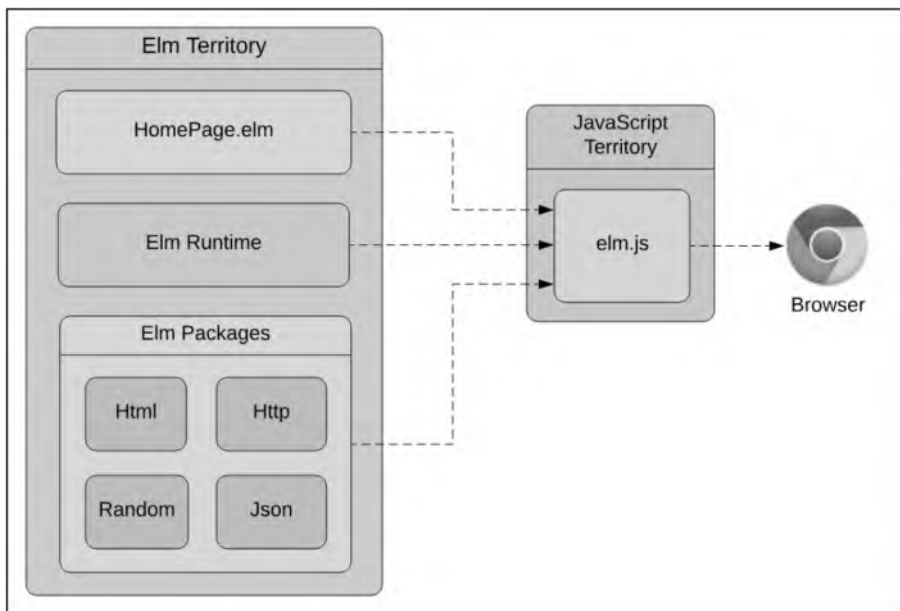 Elm Territory
HomePage.elm
Elm Runtime
Elm Packages
Html
Http
Random
Json
JavaScript
Territory
elm.js
Browser